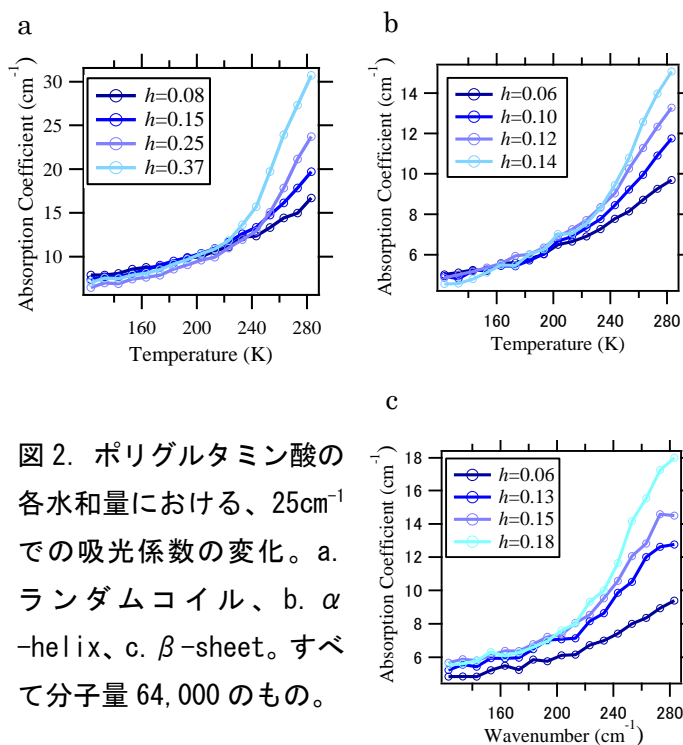 a
Absorption Coefficient (cm⁻¹)
30
25
20
15
10
h=0.08
h=0.15
h=0.25
h=0.37
160 200 240 280
Temperature (K)
b
Absorption Coefficient (cm⁻¹)
14
12
10
8
6
h=0.06
h=0.10
h=0.12
h=0.14
160 200 240 280
Temperature (K)
図 2. ポリグルタミン酸の
各水和量における、25cm⁻¹
での吸光係数の変化。a.
ランダムコイル、b. α
-helix、c. β-sheet。すべ
て分子量 64,000 のもの。
c
Absorption Coefficient (cm⁻¹)
18
16
14
12
10
8
6
h=0.06
h=0.13
h=0.15
h=0.18
160 200 240 280
Wavenumber (cm⁻¹)